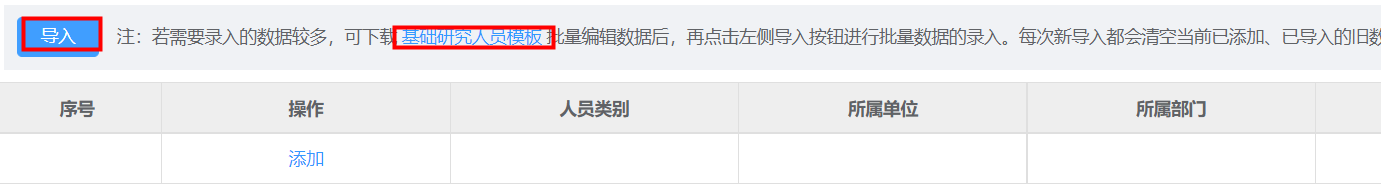 导入 注：若需要录入的数据较多，可下载 基础研究人员模板 批量编辑数据后，再点击左侧导入按钮进行批量数据的录入。每次新导入都会清空当前已添加、已导入的旧数
序号 操作 人员类别 所属单位 所属部门
添加